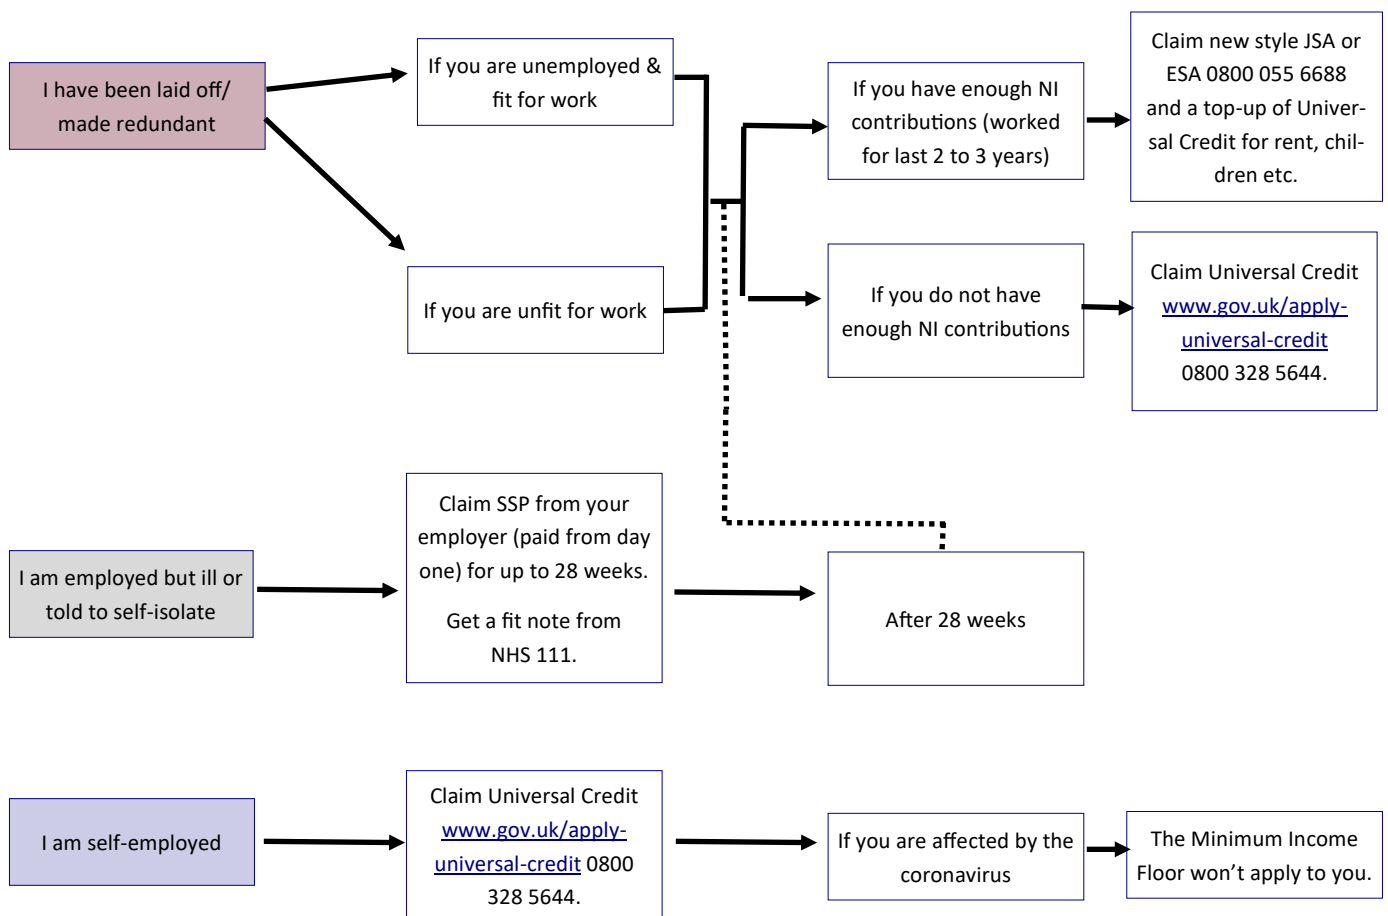 I have been laid off/
made redundant
If you are unemployed &
fit for work
If you are unfit for work
If you have enough NI
contributions (worked
for last 2 to 3 years)
Claim new style JSA or
ESA 0800 055 6688
and a top-up of Univer-
sal Credit for rent, chil-
dren etc.
If you do not have
enough NI contributions
Claim Universal Credit
www.gov.uk/apply-
universal-credit
0800 328 5644.
I am employed but ill or
told to self-isolate
Claim SSP from your
employer (paid from day
one) for up to 28 weeks.
Get a fit note from
NHS 111.
After 28 weeks
I am self-employed
Claim Universal Credit
www.gov.uk/apply-
universal-credit 0800
328 5644.
If you are affected by the
coronavirus
The Minimum Income
Floor won’t apply to you.